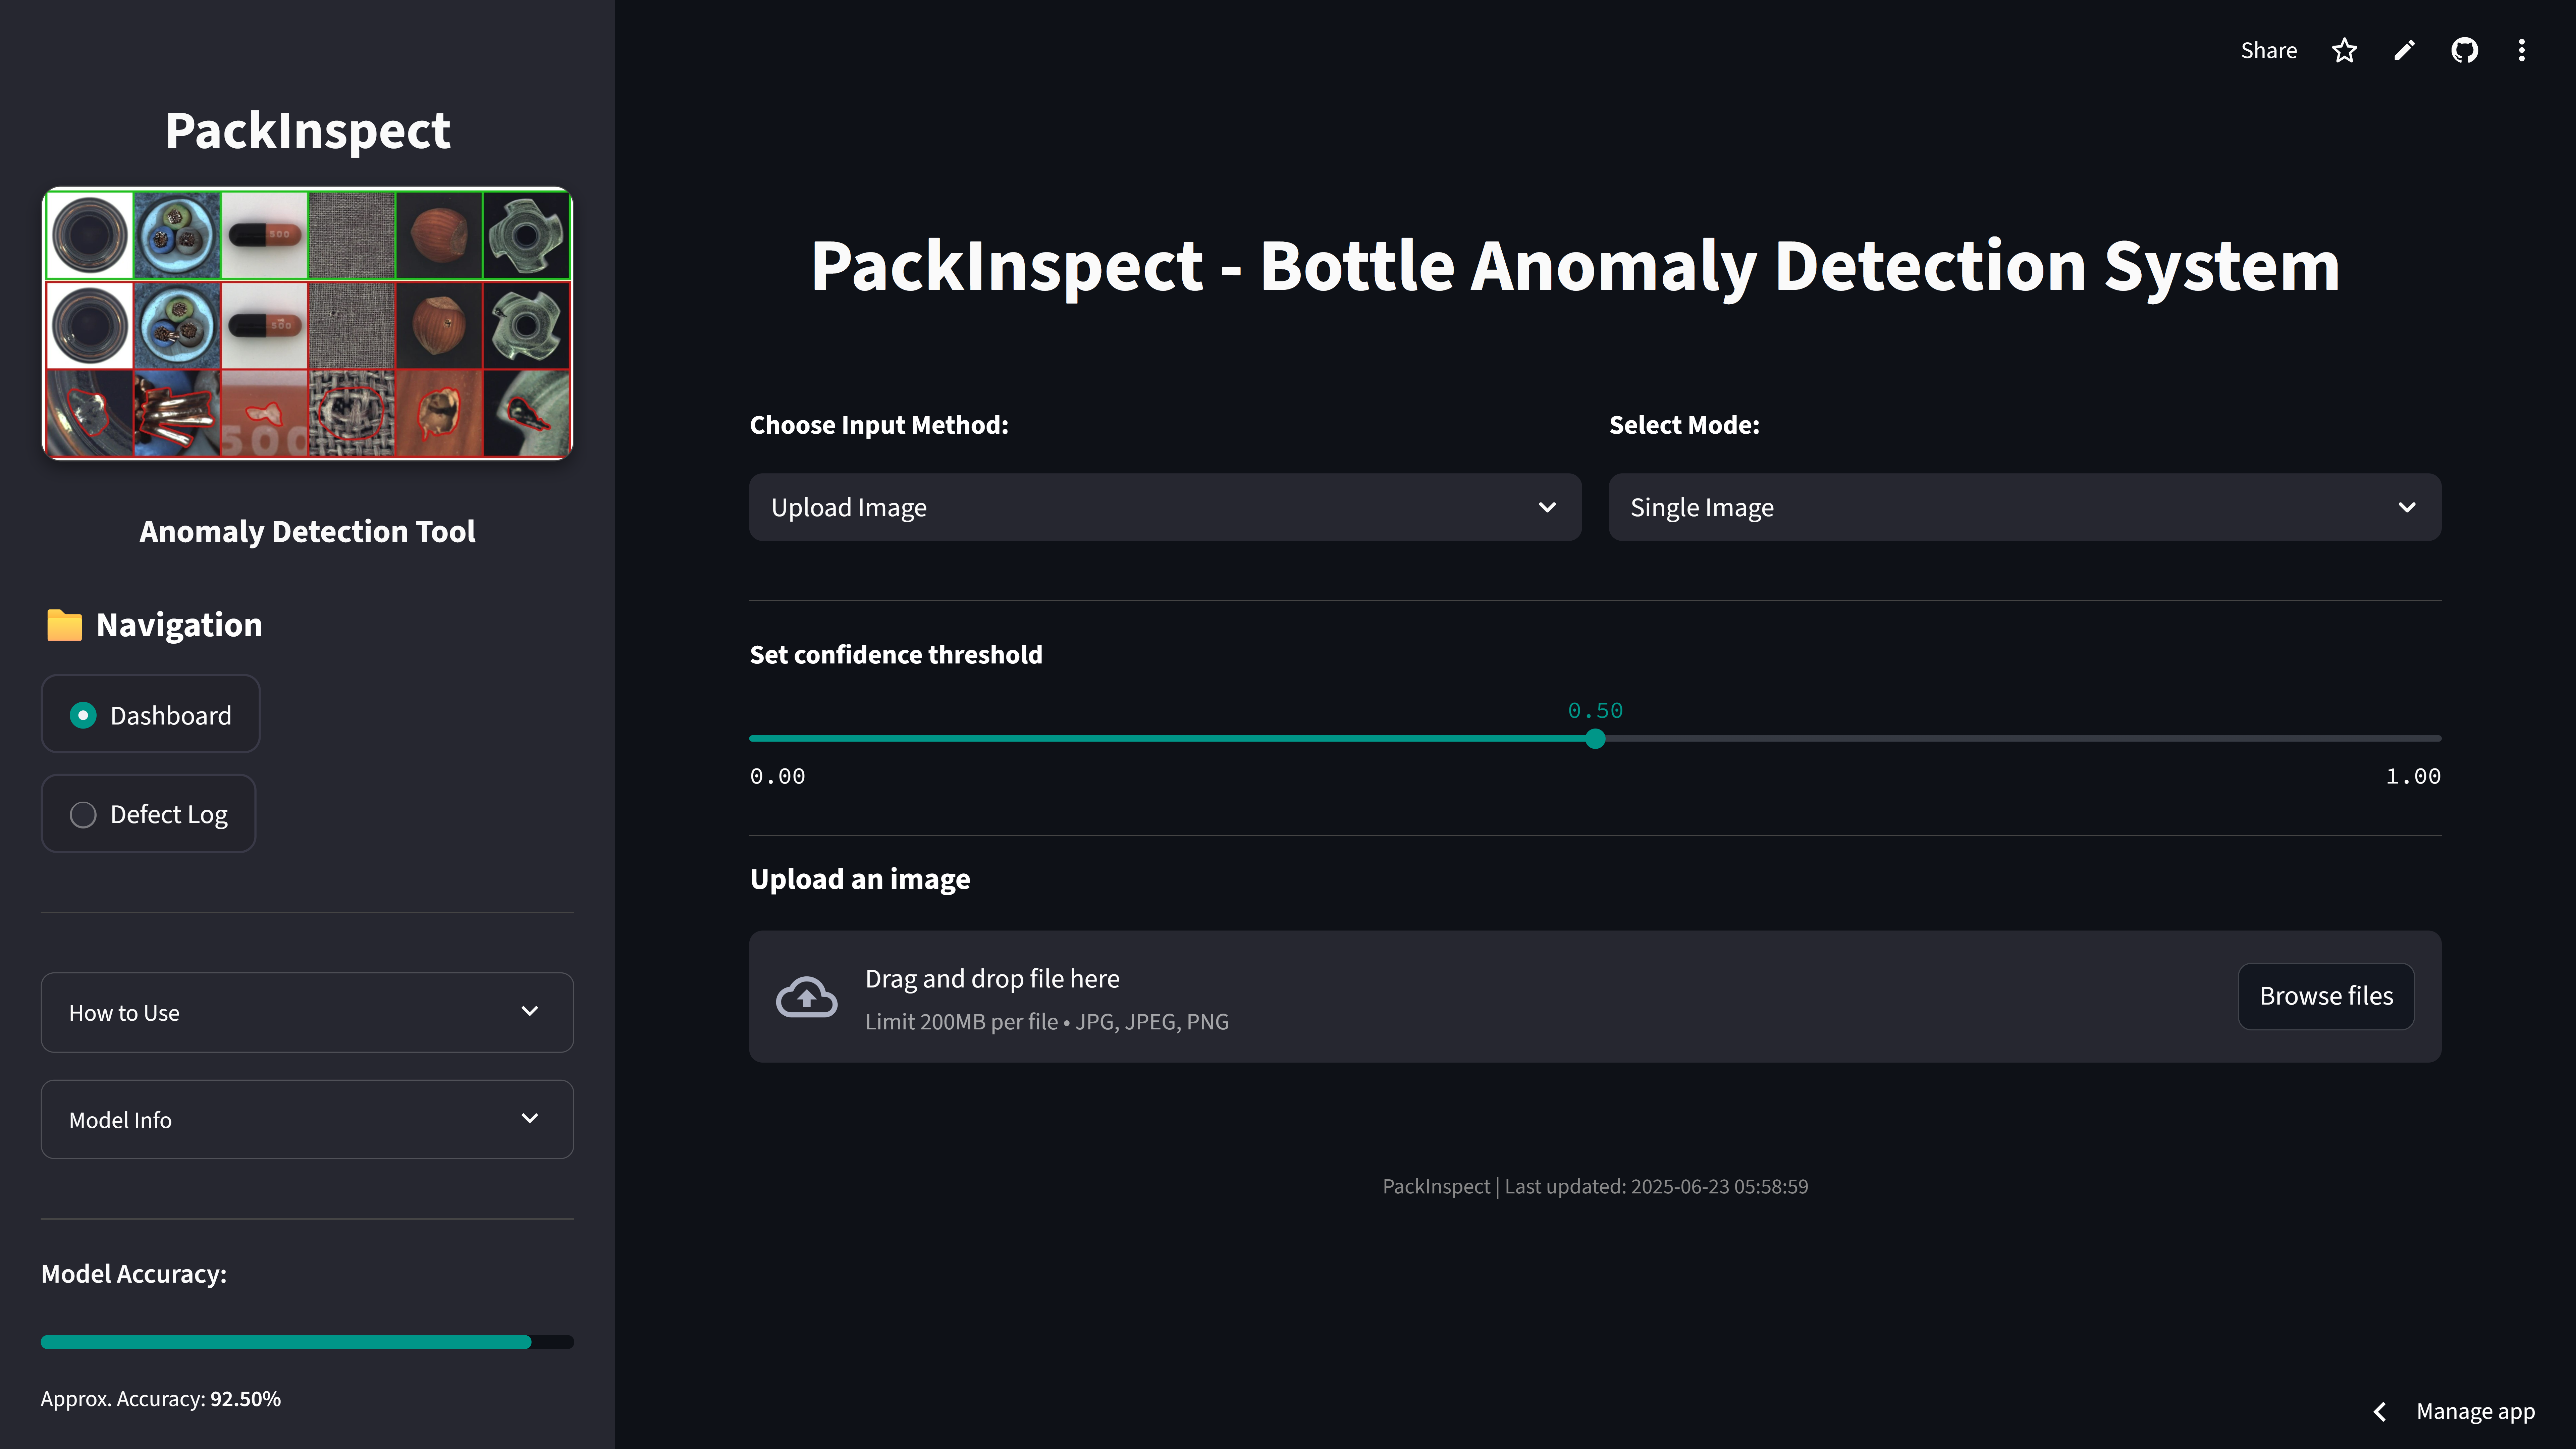 PackInspect
500
500
500
Anomaly Detection Tool
Navigation
Dashboard
Defect Log
How to Use
Model Info
Model Accuracy:
Approx. Accuracy: 92.50%
Share
PackInspect - Bottle Anomaly Detection System
Choose Input Method:
Select Mode:
Upload Image
Single Image
Set confidence threshold
0.50
0.00
1.00
Upload an image
Drag and drop file here
Limit 200MB per file • JPG, JPEG, PNG
Browse files
PackInspect | Last updated: 2025-06-23 05:58:59
Manage app